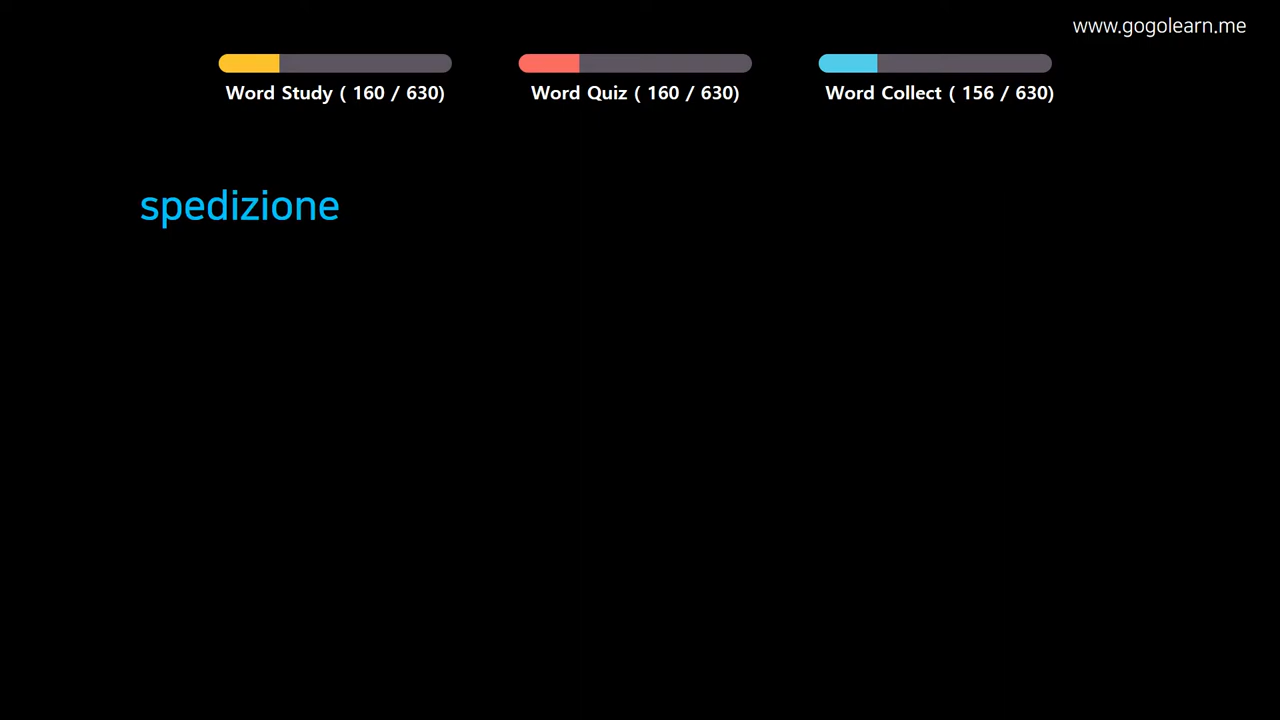 www.gogolearn.me
Word Study ( 160 / 630)
Word Quiz ( 160 / 630)
Word Collect ( 156 / 630)
spedizione